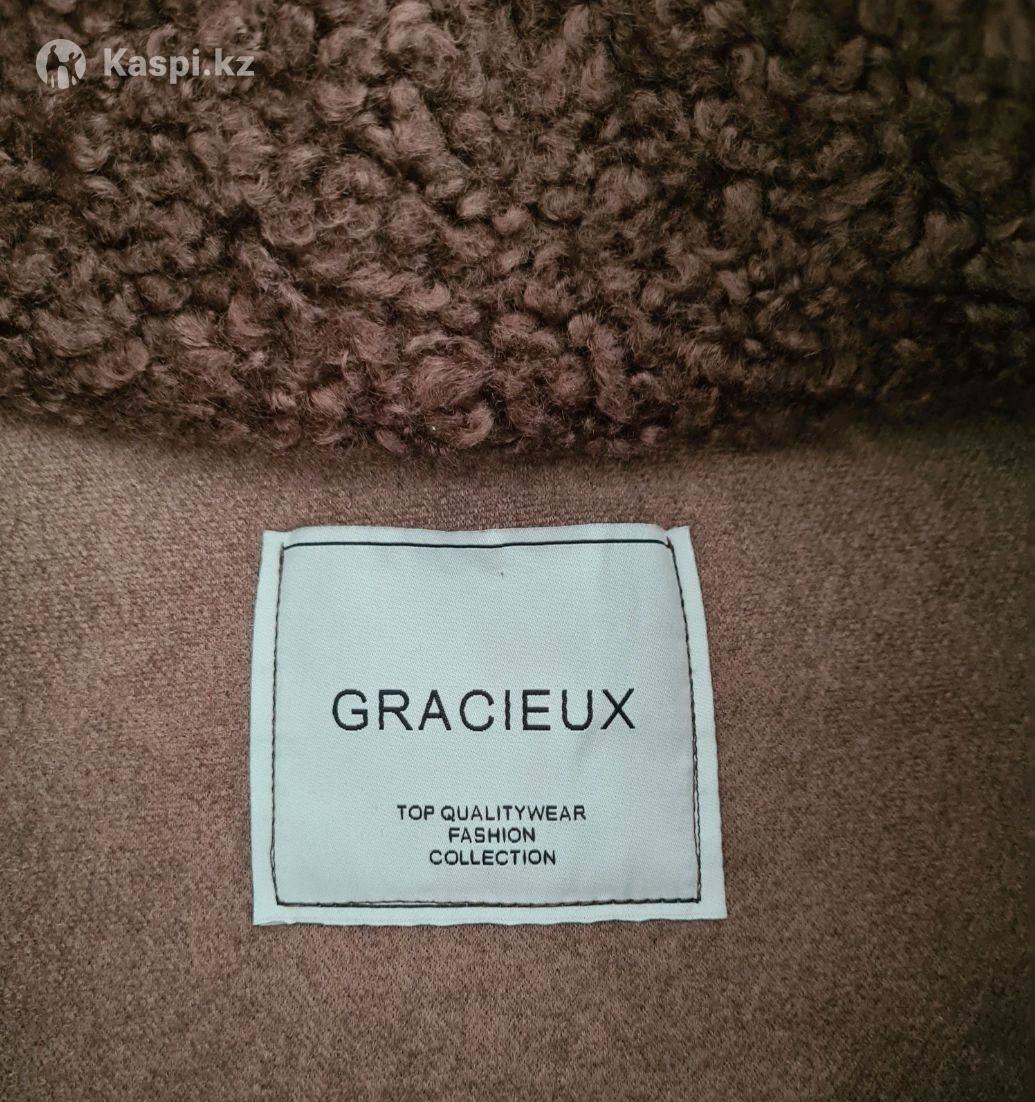 Kaspi.kz
GRACIEUX
TOP QUALITYWEAR
FASHION
COLLECTION